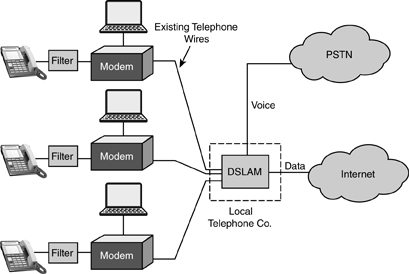 Existing Telephone
Wires
PSTN
Filter
Modem
Voice
Filter
Modem
DSLAM
Data
Internet
Local
Telephone Co.
Filter
Modem